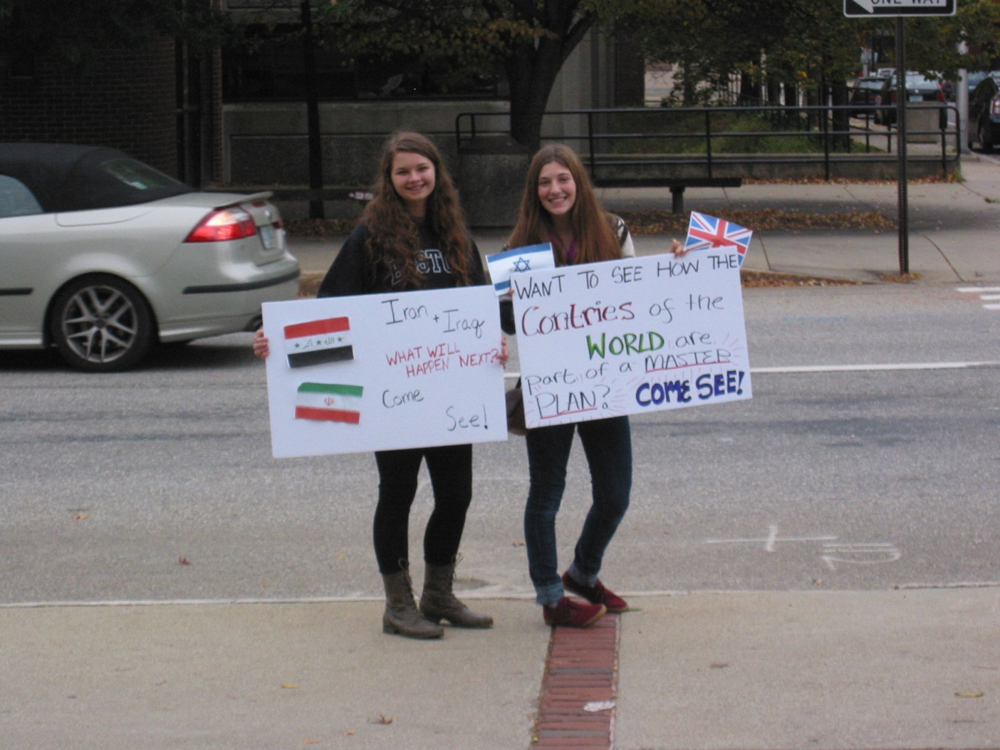 ONE WAY
BOSTO
Iran + Iraq
WHAT WILL
HAPPEN NEXT?
Come
See!
WANT TO SEE HOW THE
Contries of the
WORLD are
part of a MASTER
PLAN? COME SEE!